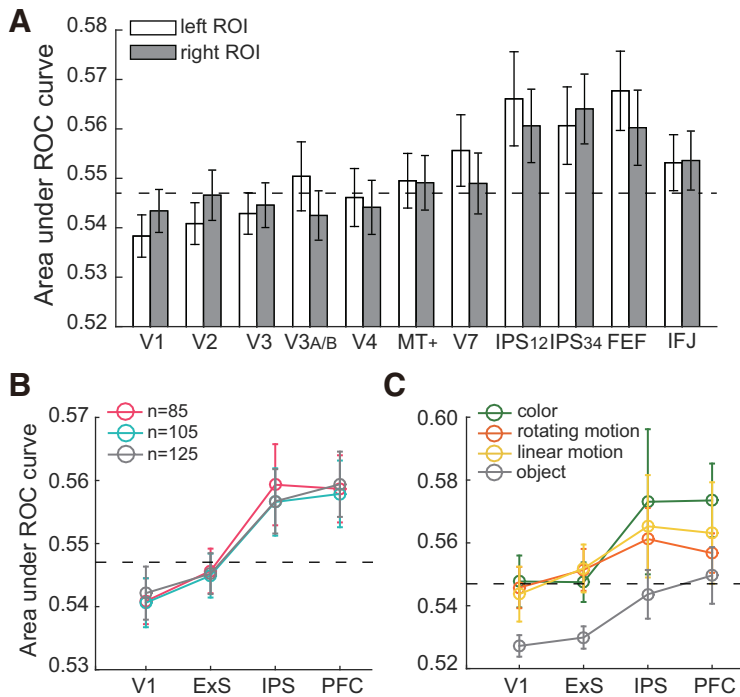 A
left ROI
right ROI
Area under ROC curve
0.58
0.57
0.56
0.55
0.54
0.53
0.52
V1 V2 V3 V3A/B V4 MT+ V7 IPS12 IPS34 FEF IFJ
B
n=85
n=105
n=125
Area under ROC curve
0.57
0.56
0.55
0.54
0.53
V1 ExS IPS PFC
C
color
rotating motion
linear motion
object
0.60
0.58
0.56
0.54
0.52
V1 ExS IPS PFC